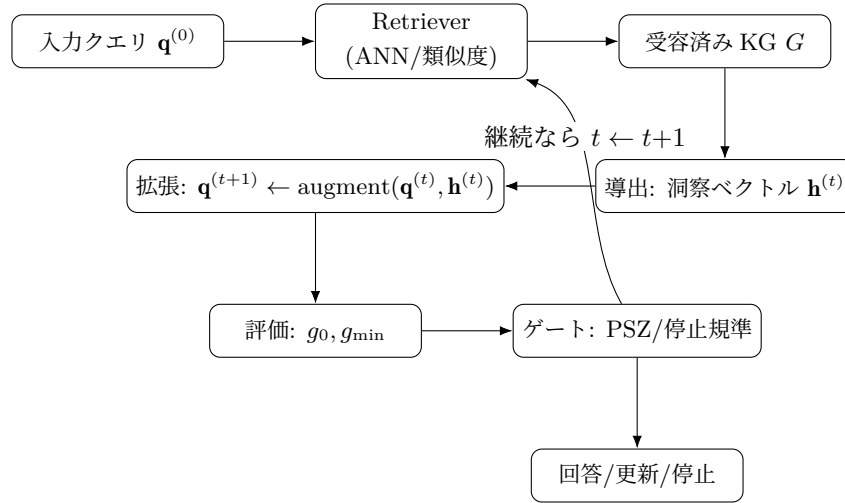 入力クエリ q^(0)
Retriever
(ANN/類似度)
受容済み KG G
継続なら t ← t+1
拡張: q^(t+1) ← augment(q^(t), h^(t))
導出: 洞察ベクトル h^(t)
評価: g_0, g_min
ゲート: PSZ/停止規準
回答/更新/停止